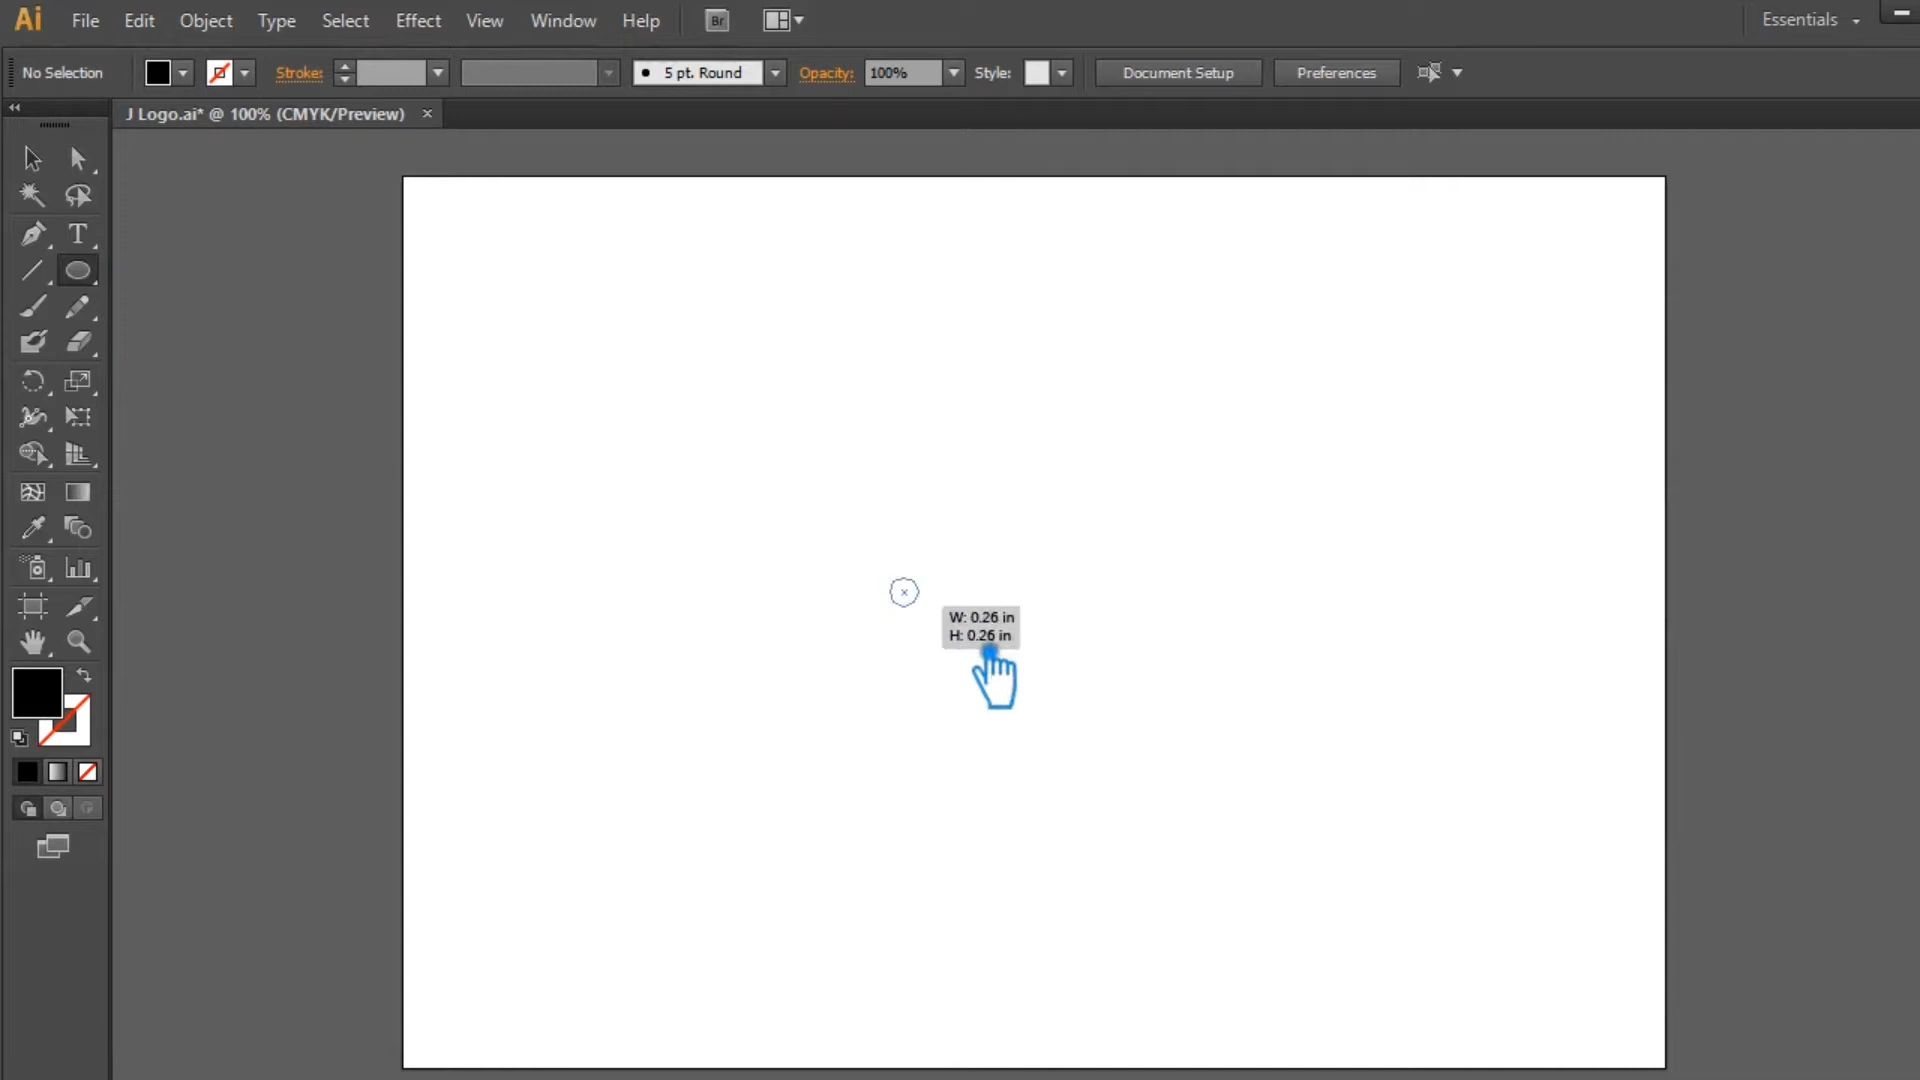 Ai File Edit Object Type Select Effect View Window Help Br Essentials
No Selection Stroke: 5 pt. Round Opacity: 100% Style: Document Setup Preferences
J Logo.ai* @ 100% (CMYK/Preview) ×
T
W: 0.26 in
H: 0.26 in